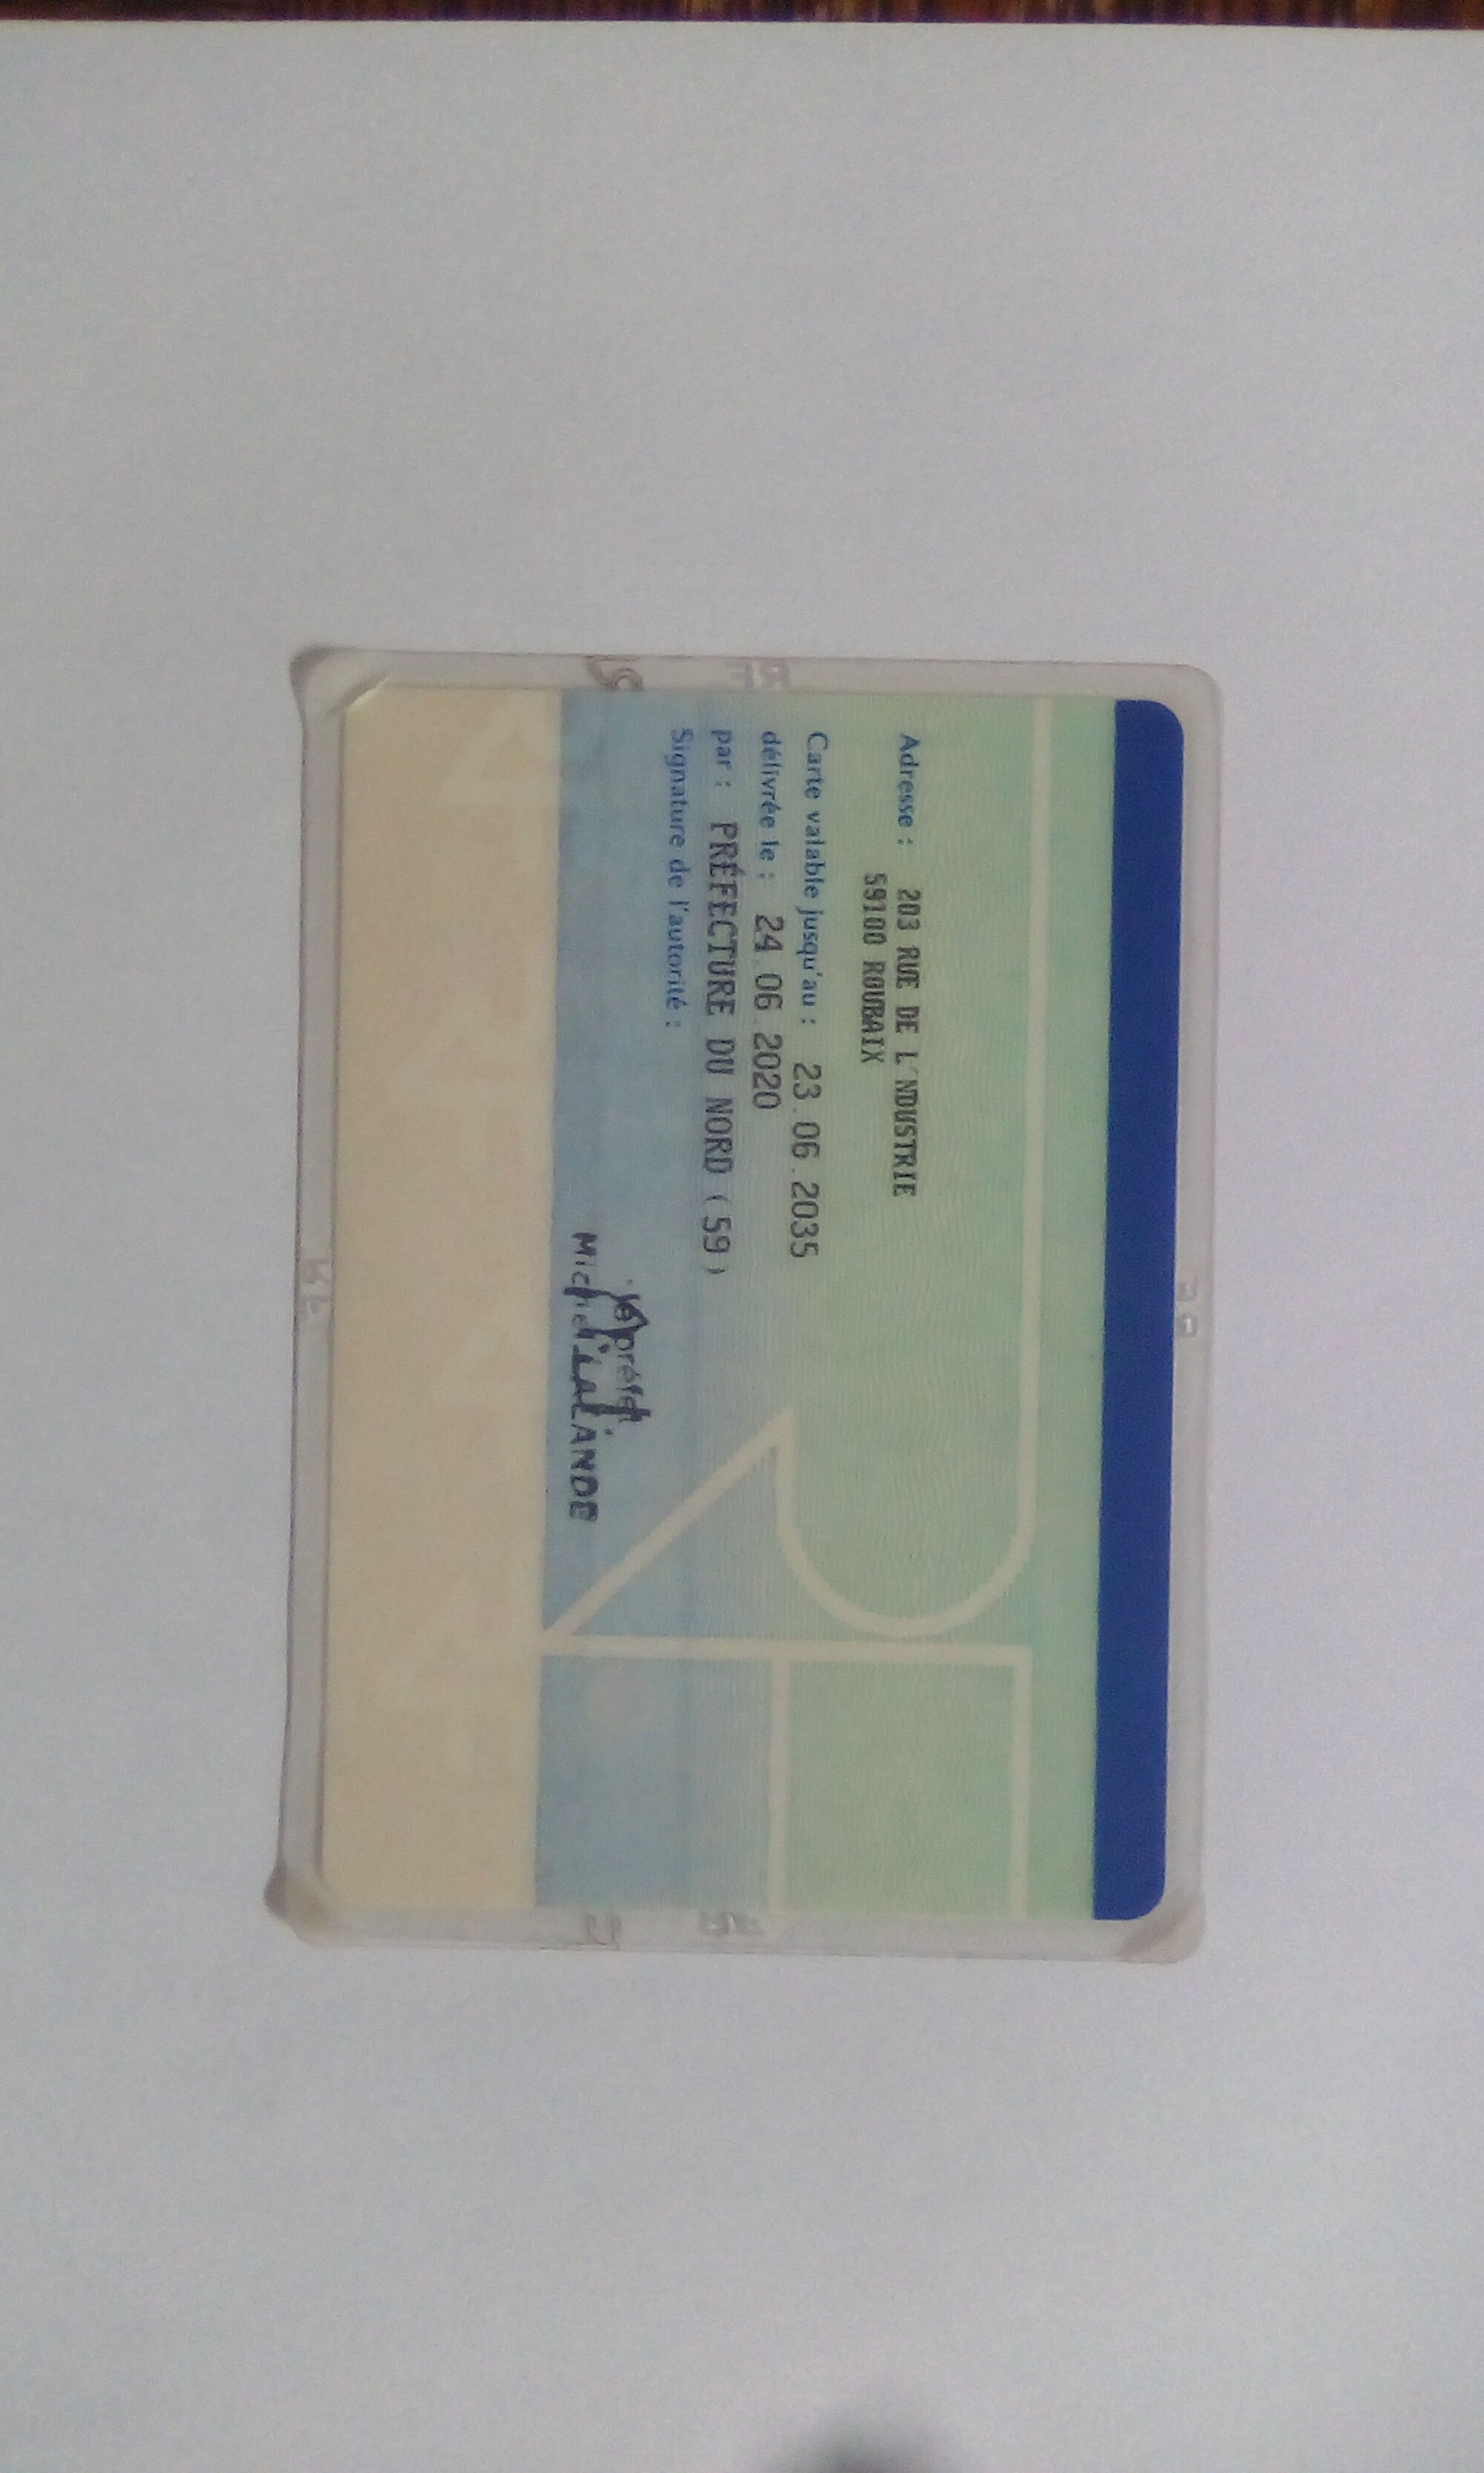 Adresse : 203 RUE DE L'NDUSTRIE
59100 ROUBAIX
Carte valable jusqu'au : 23.06.2035
délivrée le : 24.06.2020
par : PRÉFECTURE DU NORD (59)
Signature de l'autorité :
préfet
Michel LALANDE